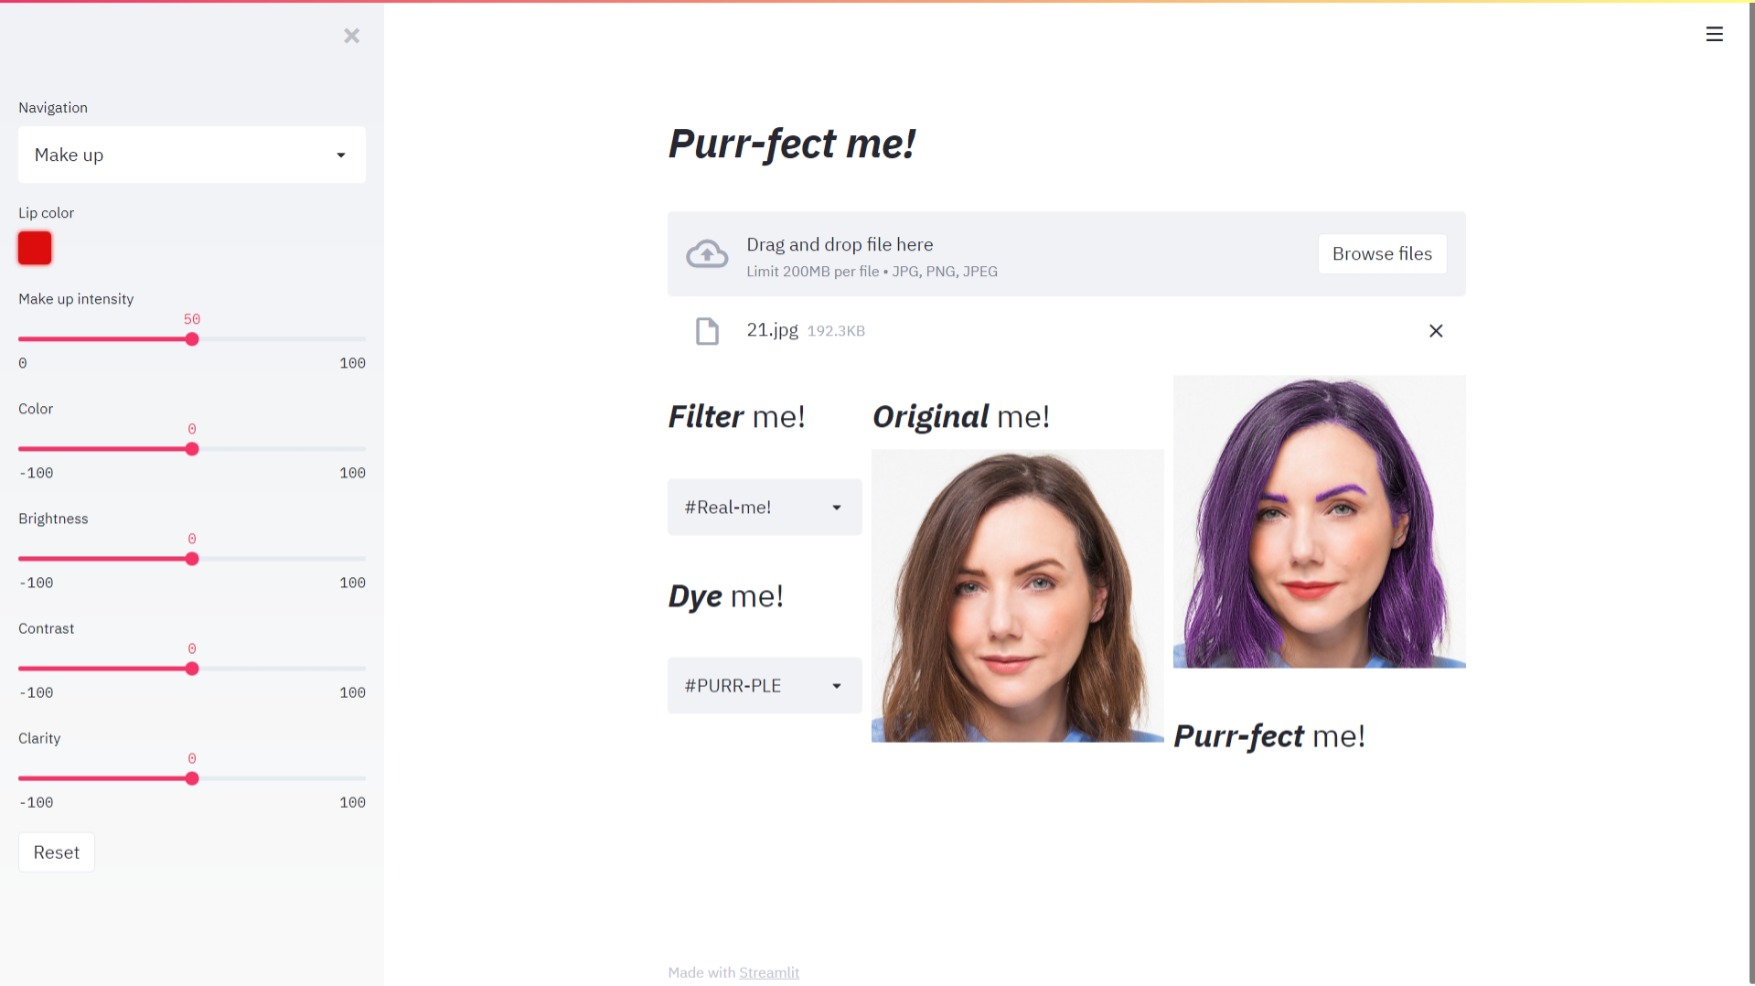 Navigation
Make up
Lip color
Make up intensity
50
0 100
Color
0
-100 100
Brightness
0
-100 100
Contrast
0
-100 100
Clarity
0
-100 100
Reset
Purr-fect me!
Drag and drop file here
Limit 200MB per file • JPG, PNG, JPEG
Browse files
21.jpg 192.3KB
Filter me!
#Real-me!
Dye me!
#PURR-PLE
Original me!
Purr-fect me!
Made with Streamlit